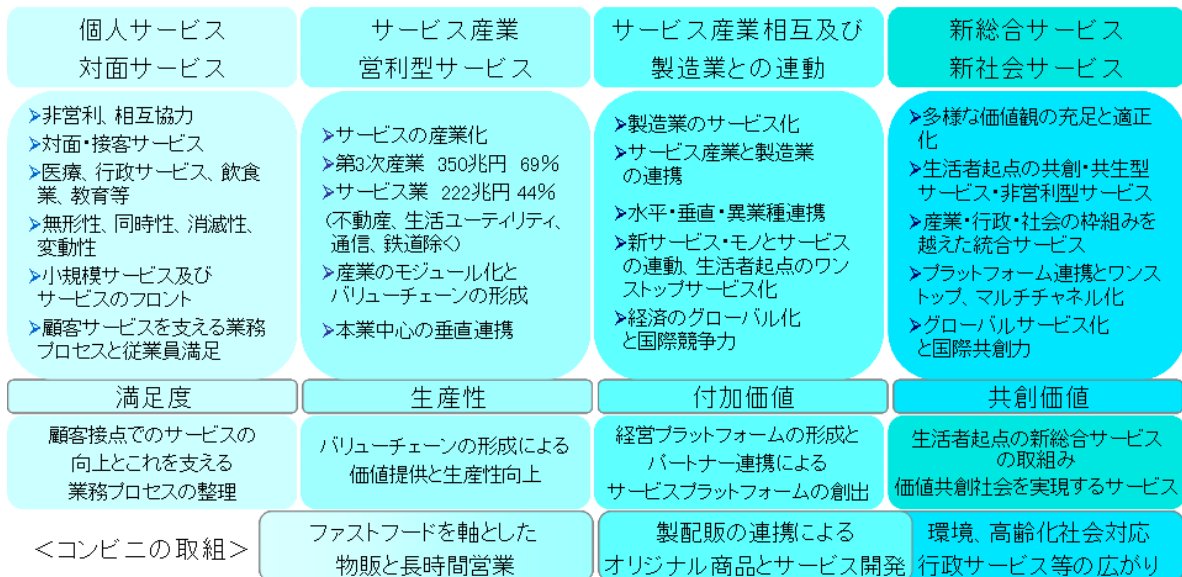 個人サービス
対面サービス
サービス産業
営利型サービス
サービス産業相互及び
製造業との連動
新総合サービス
新社会サービス
➢非営利、相互協力
➢対面・接客サービス
➢医療、行政サービス、飲食
業、教育等
➢無形性、同時性、消滅性、
変動性
➢小規模サービス及び
サービスのフロント
➢顧客サービスを支える業務
プロセスと従業員満足
➢サービスの産業化
➢第3次産業 350兆円 69%
➢サービス業 222兆円 44%
(不動産、生活ユーティリティ、
通信、鉄道除く)
➢産業のモジュール化と
バリューチェーンの形成
➢本業中心の垂直連携
➢製造業のサービス化
➢サービス産業と製造業
の連携
➢水平・垂直・異業種連携
➢新サービス・モノとサービス
の連動、生活者起点のワン
ストップサービス化
➢経済のグローバル化
と国際競争力
➢多様な価値観の充足と適正
化
➢生活者起点の共創・共生型
サービス・非営利型サービス
➢産業・行政・社会の枠組みを
越えた統合サービス
➢プラットフォーム連携とワンス
トップ、マルチチャネル化
➢グローバルサービス化
と国際共創力
満足度
生産性
付加価値
共創価値
顧客接点でのサービスの
向上とこれを支える
業務プロセスの整理
バリューチェーンの形成による
価値提供と生産性向上
経営プラットフォームの形成と
パートナー連携による
サービスプラットフォームの創出
生活者起点の新総合サービス
の取組み
価値共創社会を実現するサービス
<コンビニの取組>
ファストフードを軸とした
物販と長時間営業
製配販の連携による
オリジナル商品とサービス開発
環境、高齢化社会対応
行政サービス等の広がり